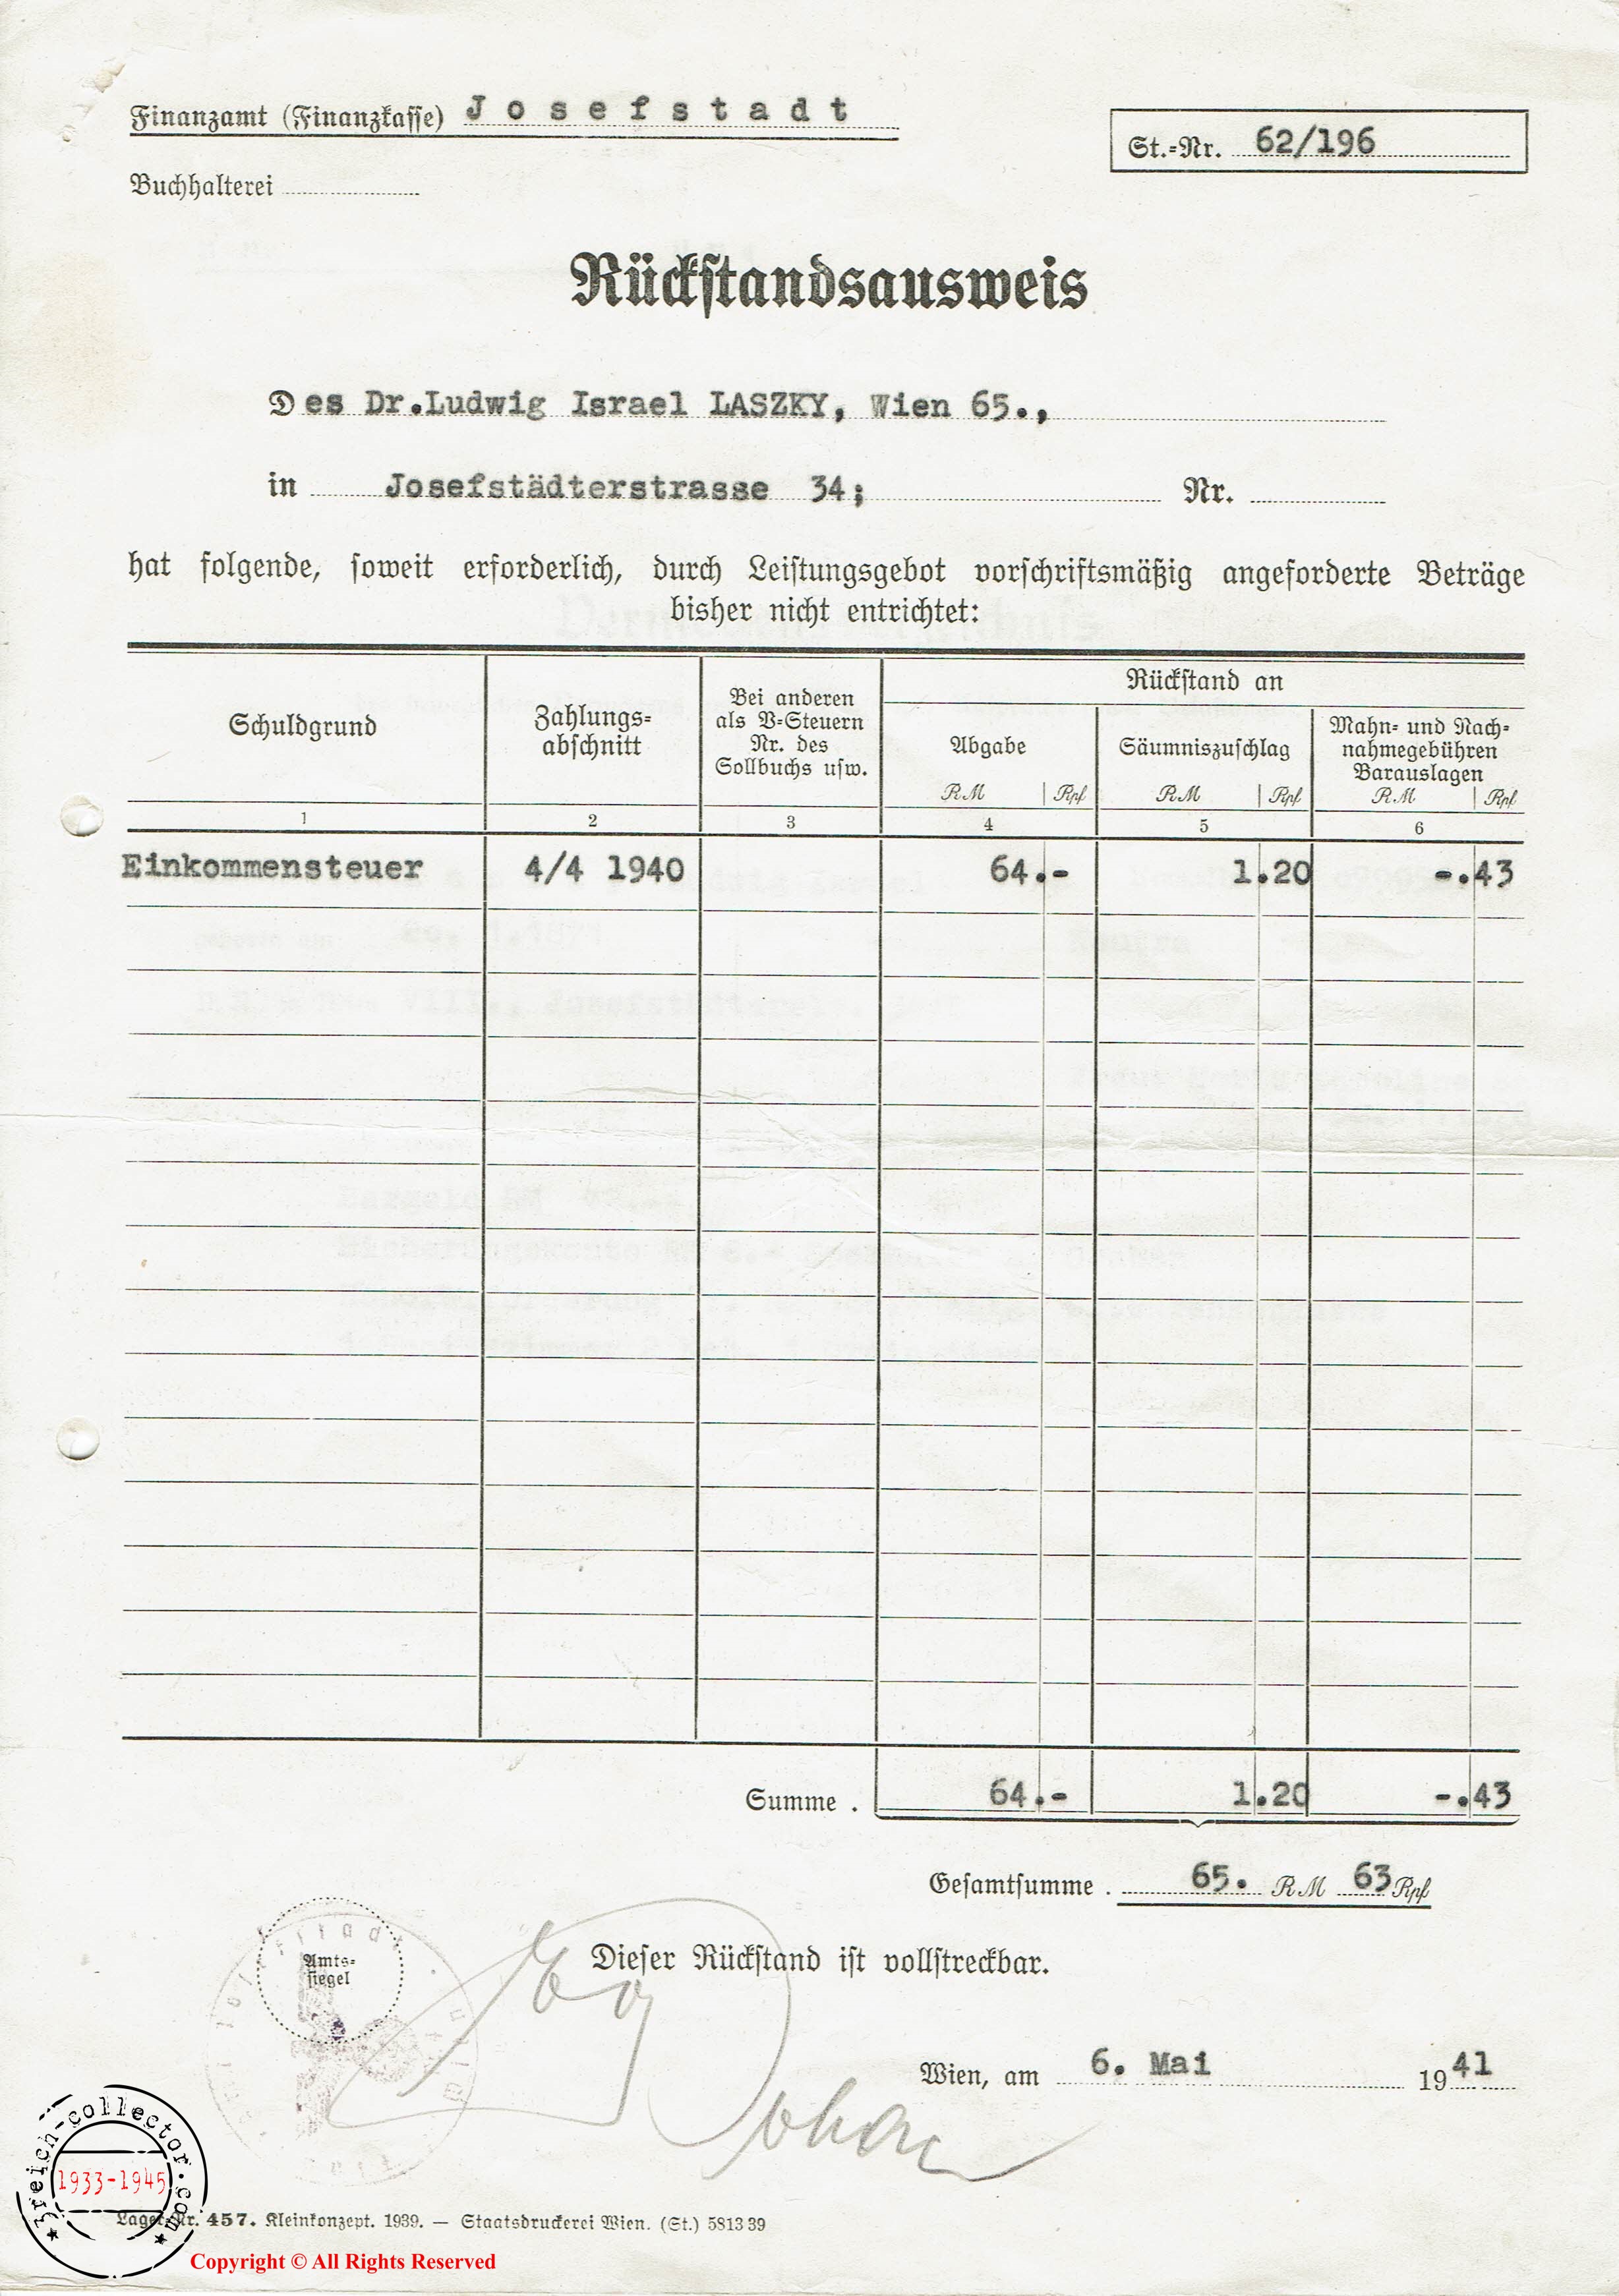 Finanzamt (Finanzkasse) Josefstadt
St.-Nr. 62/196
Buchhalterei
Rückstandsausweis
Des Dr.Ludwig Israel LASZKY, Wien 65.,
in Josefstädterstrasse 34; Nr.
hat folgende, soweit erforderlich, durch Leistungsgebot vorschriftsmäßig angeforderte Beträge
bisher nicht entrichtet:
Schuldgrund
Zahlungs-
abschnitt
Bei anderen
als V-Steuern
Nr. des
Sollbuchs usw.
Rückstand an
Abgabe
Säumniszuschlag
Mahn- und Nach-
nahmegebühren
Barauslagen
RM Rpf RM Rpf RM Rpf
1 2 3 4 5 6
Einkommensteuer 4/4 1940 64.- 1.20 -.43
Summe . 64.- 1.20 -.43
Gesamtsumme . 65. RM 63 Rpf
Amts-
siegel
Dieser Rückstand ist vollstreckbar.
Wien, am 6. Mai 1941
3reich-collector.com
1933-1945
Lager-Nr. 457. Kleinkonzept. 1939. — Staatsdruckerei Wien. (St.) 5813 39
Copyright © All Rights Reserved